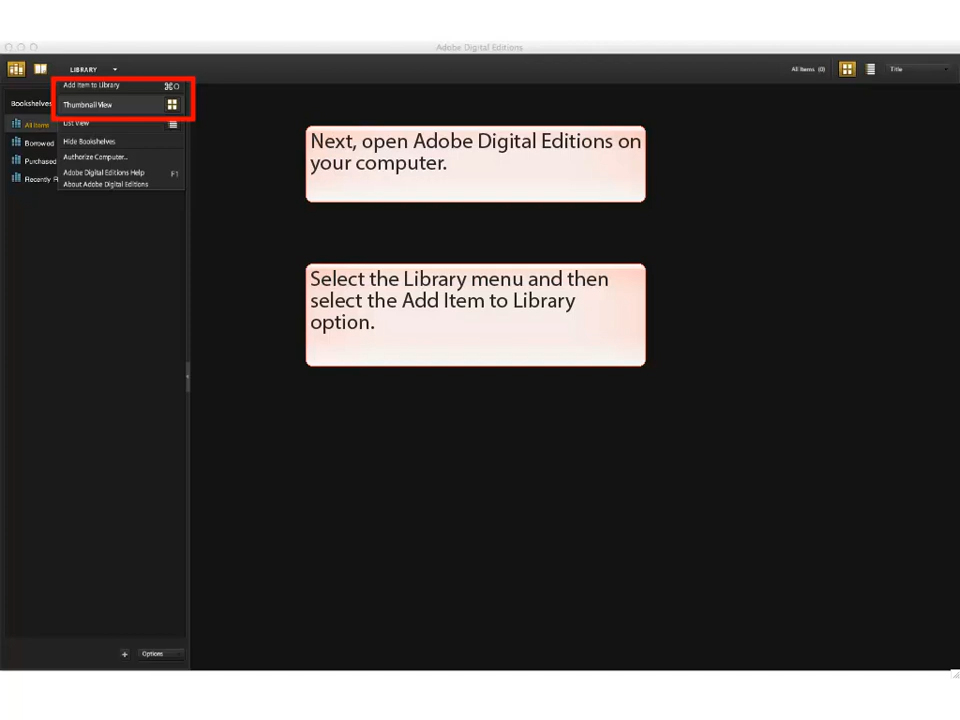 Adobe Digital Editions
LIBRARY
All Items (0)
Title
Add Item to Library ⌘O
Thumbnail View
List View
Hide Bookshelves
Authorize Computer...
Adobe Digital Editions Help F1
About Adobe Digital Editions
Bookshelves
All Items
Borrowed
Purchased
Recently
Next, open Adobe Digital Editions on
your computer.
Select the Library menu and then
select the Add Item to Library
option.
+ Options